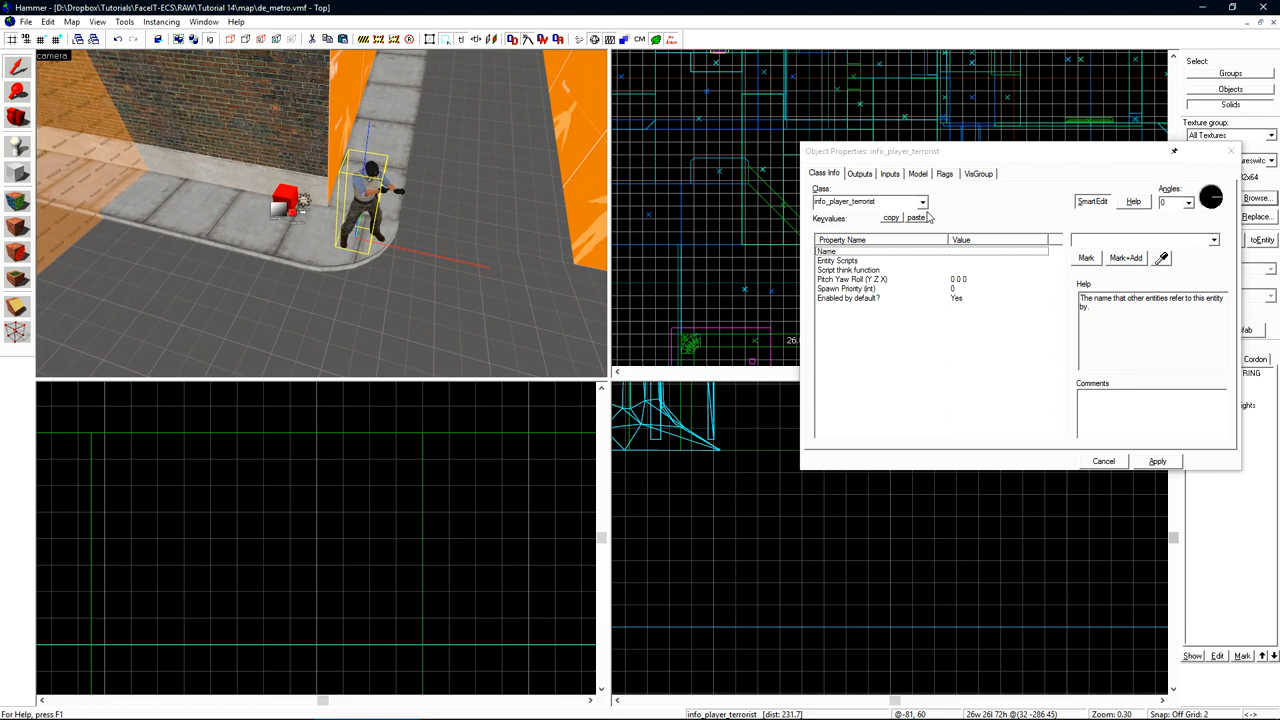 Hammer - [D:\Dropbox\FaceIT-ECS\RAW\Tutorial 14\map\de_metro.vmf - Top]
File Edit Map View Tools Instancing Window Help
camera
Select:
Groups
Objects
Solids
Texture group:
All Textures
Object Properties: info_player_terrorist
Class Info Outputs Inputs Model Flags VisGroup
Class:
info_player_terrorist
SmartEdit
Help
Angles:
0
Browse...
Keyvalues:
copy
paste
Replace...
Property Name
Value
toEntity
Name
Entity Scripts
Script think function
Pitch Yaw Roll (Y Z X) 0 0 0
Spawn Priority (int) 0
Enabled by default? Yes
Mark
Mark+Add
Help
The name that other entities refer to this entity
by.
Comments
Cordon
Cancel
Apply
Show Edit Mark
For Help, press F1
info_player_terrorist [dist: 231.7]
@-81, 60
26w 26l 72h @(32 -286 45)
Zoom: 0.30
Snap: Off Grid: 2
<->